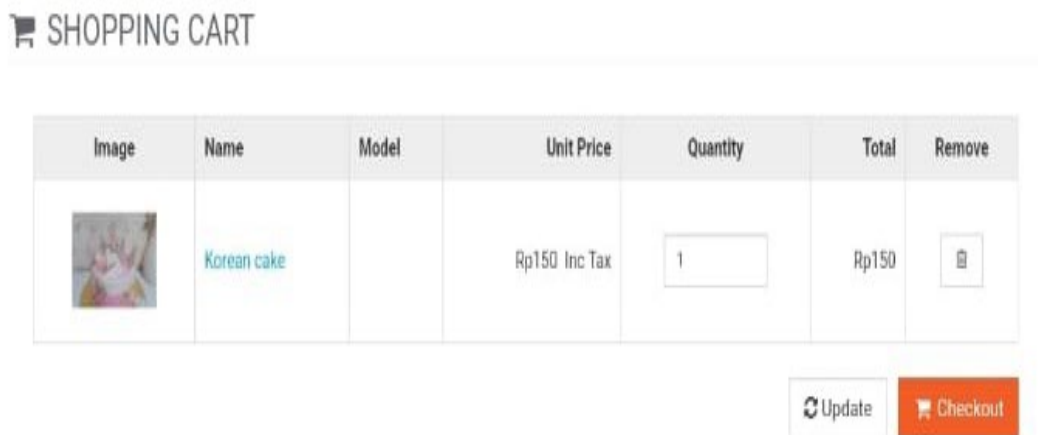 SHOPPING CART
Image Name Model Unit Price Quantity Total Remove
Korean cake Rp150 Inc Tax 1 Rp150
Update Checkout